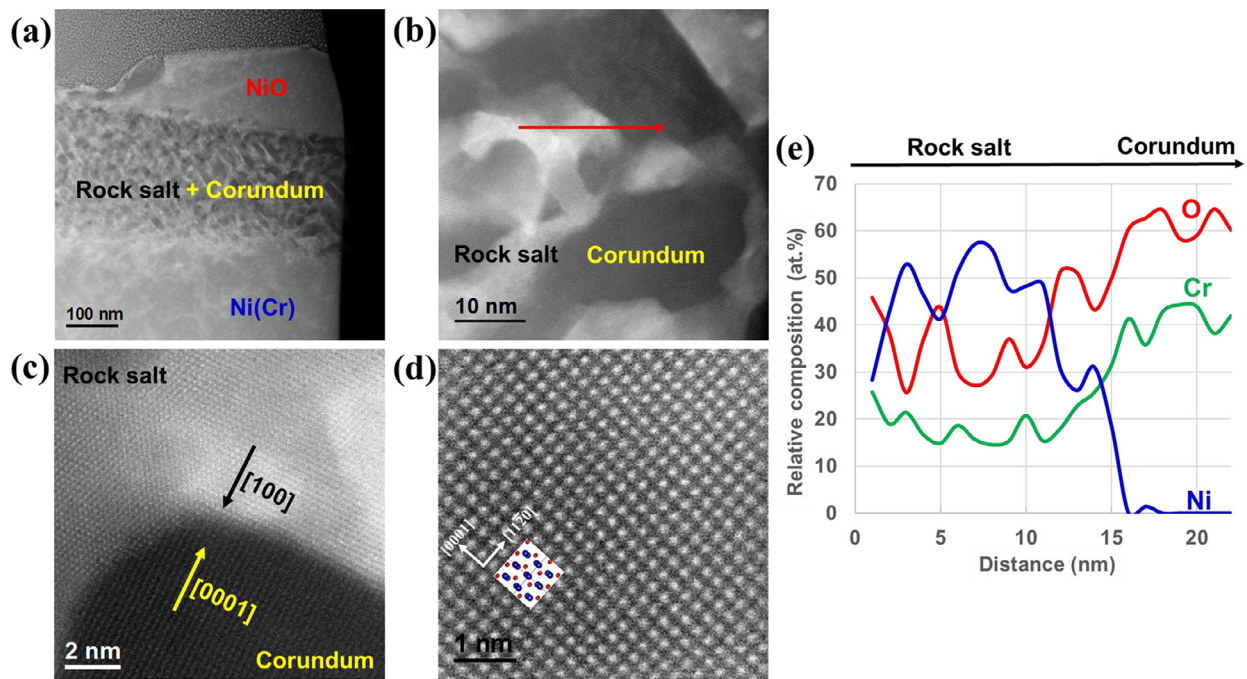 (a)
NiO
Rock salt + Corundum
Ni(Cr)
100 nm
(b)
Rock salt Corundum
10 nm
(c)
Rock salt
[100]
[0001]
2 nm
Corundum
(d)
[0001]
[11̅20]
1 nm
(e)
Rock salt Corundum
Relative composition (at.%)
70
60
50
40
30
20
10
0
O
Cr
Ni
0 5 10 15 20
Distance (nm)